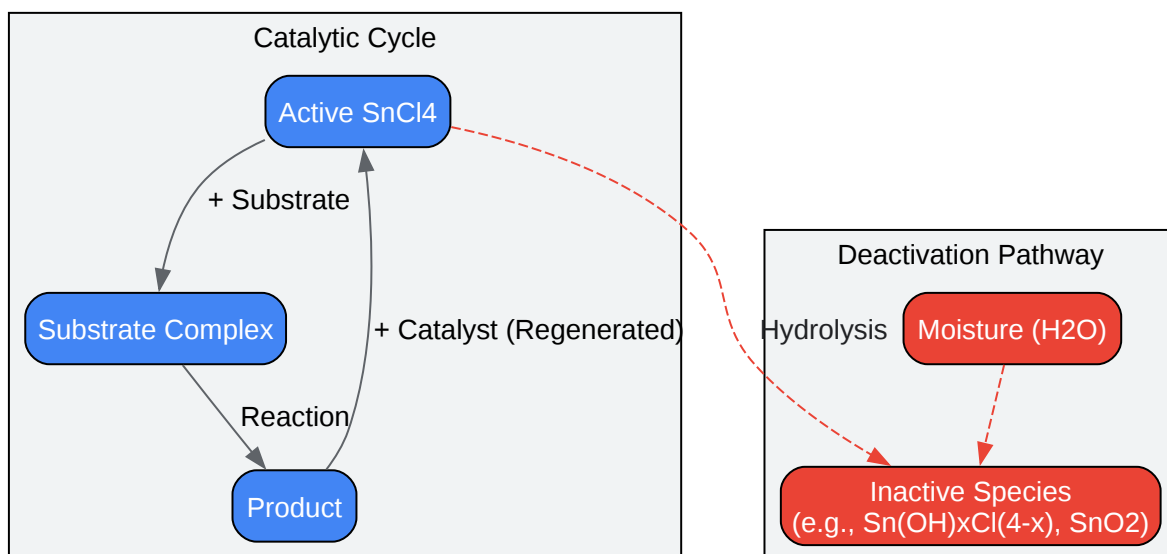 Catalytic Cycle
Active SnCl4
+ Substrate
Deactivation Pathway
Substrate Complex
+ Catalyst (Regenerated)
Hydrolysis
Moisture (H2O)
Reaction
Product
Inactive Species
(e.g., Sn(OH)xCl(4-x), SnO2)